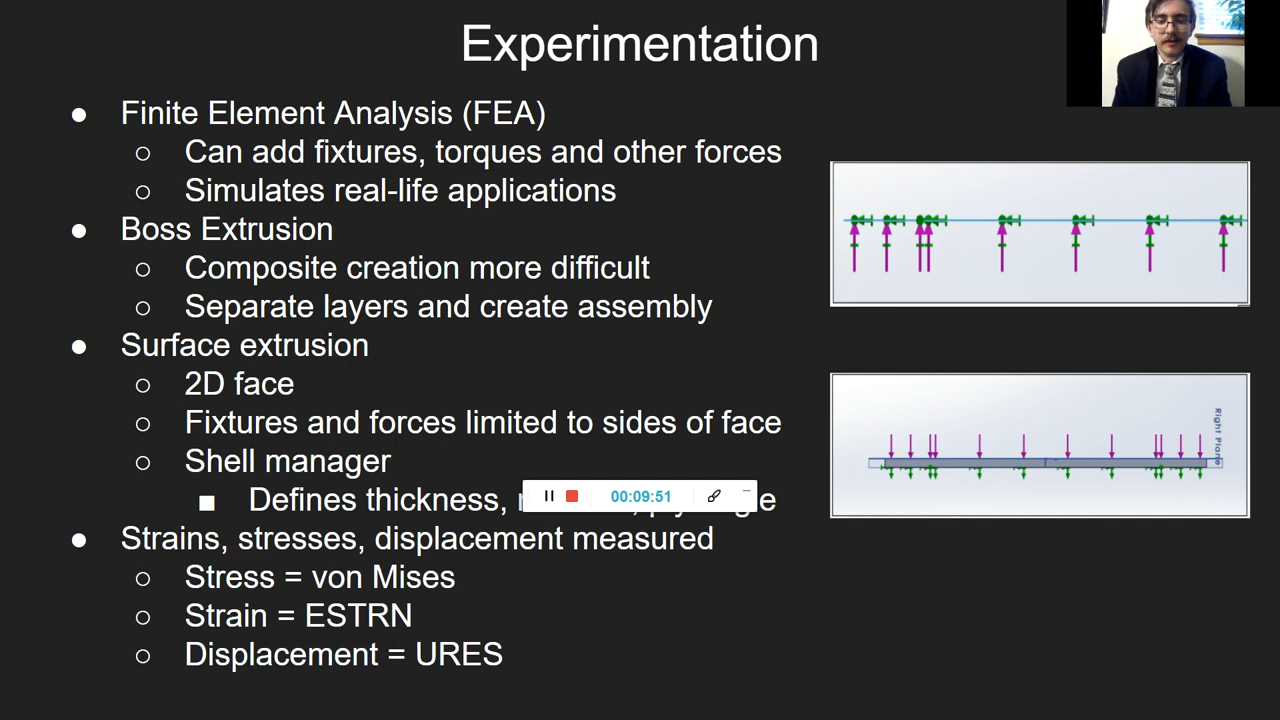 Experimentation
● Finite Element Analysis (FEA)
○ Can add fixtures, torques and other forces
○ Simulates real-life applications
● Boss Extrusion
○ Composite creation more difficult
○ Separate layers and create assembly
● Surface extrusion
○ 2D face
○ Fixtures and forces limited to sides of face
○ Shell manager
■ Defines thickness,
00:09:51
● Strains, stresses, displacement measured
○ Stress = von Mises
○ Strain = ESTRN
○ Displacement = URES
Right Plane